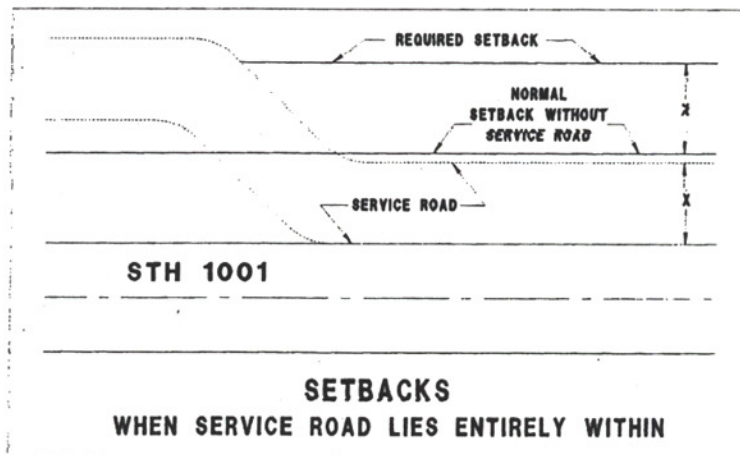 REQUIRED SETBACK
NORMAL
SETBACK WITHOUT
SERVICE ROAD
X
X
SERVICE ROAD
STH 1001
SETBACKS
WHEN SERVICE ROAD LIES ENTIRELY WITHIN